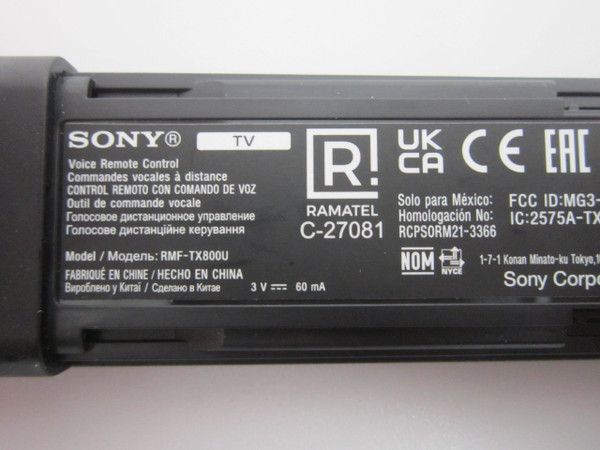 SONY® TV
Voice Remote Control
Commandes vocales à distance
CONTROL REMOTO CON COMANDO DE VOZ
Outil de commande vocale
Голосовое дистанционное управление
Голосове дистанційне керування
Model / Модель: RMF-TX800U
FABRIQUÉ EN CHINE / HECHO EN CHINA
Вироблено у Китаї / Сделано в Китае
3 V ⎓ 60 mA
R!
RAMATEL
C-27081
UK
CA
CE
EAC
Solo para México:
Homologación No:
RCPSORM21-3366
FCC ID:MG3-
IC:2575A-TX
NOM
NYCE
1-7-1 Konan Minato-ku Tokyo,
Sony Corpo